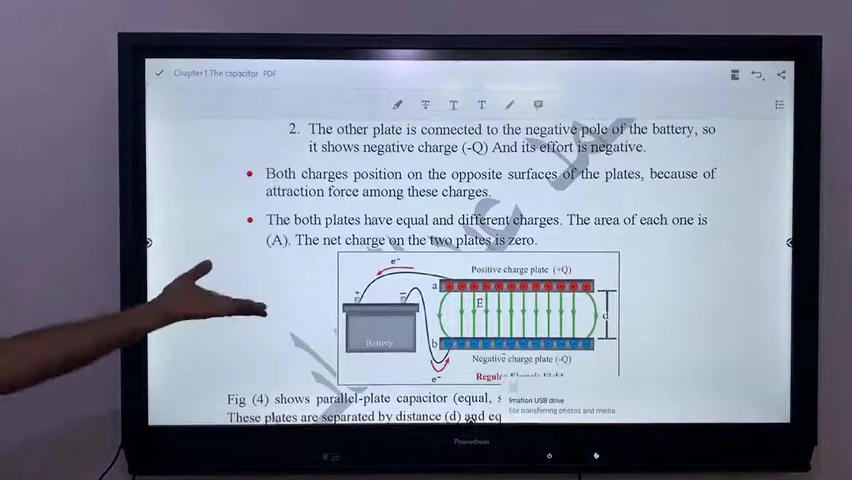 Chapter 1 The capacitor PDF
2. The other plate is connected to the negative pole of the battery, so
it shows negative charge (-Q) And its effort is negative.
• Both charges position on the opposite surfaces of the plates, because of
attraction force among these charges.
• The both plates have equal and different charges. The area of each one is
(A). The net charge on the two plates is zero.
e⁻
Positive charge plate (+Q)
+
−
a
E
d
Battery
b
Negative charge plate (-Q)
e⁻
Fig (4) shows parallel-plate capacitor (equal,
Imation USB drive
For transferring photos and media
These plates are separated by distance (d) and
Promethean